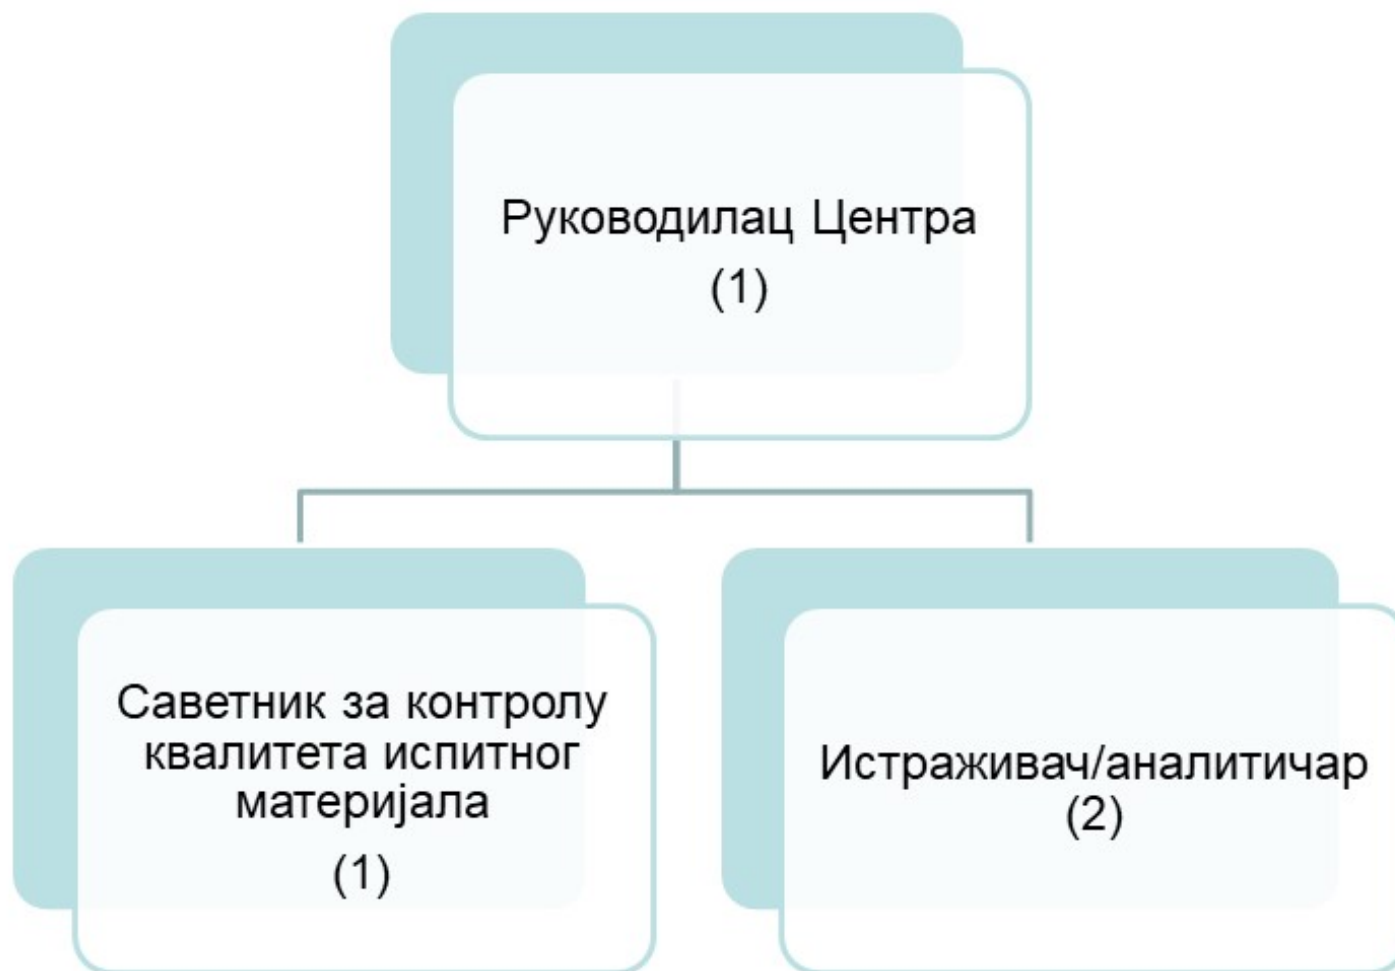 Руководилац Центра
(1)
Саветник за контролу
квалитета испитног
материјала
(1)
Истраживач/аналитичар
(2)